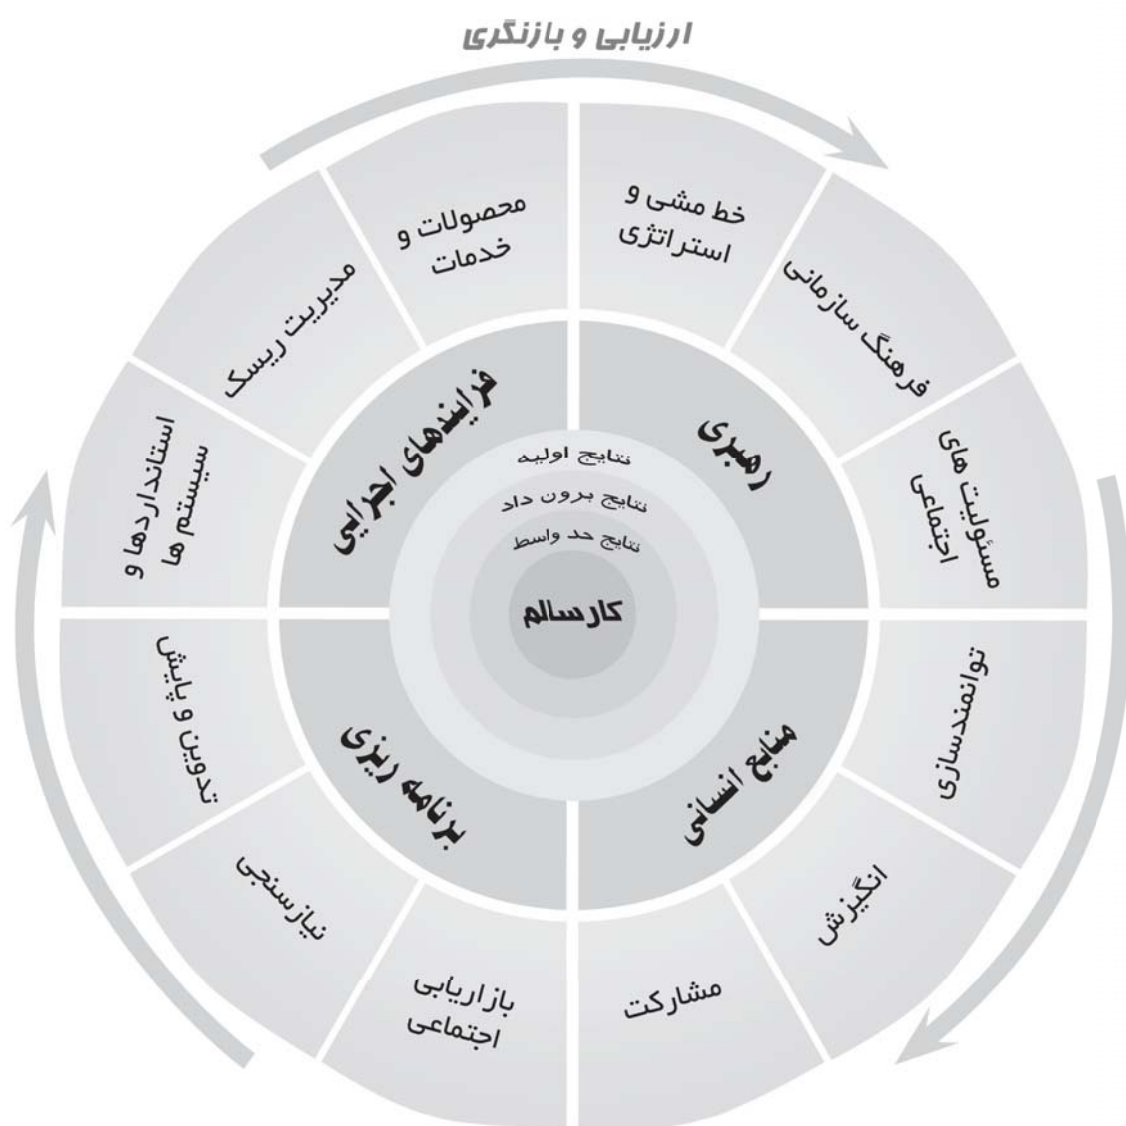 ارزیابی و بازنگری
خط مشی و
استراتژی
فرهنگ سازمانی
مسئولیت های
اجتماعی
توانمندسازی
انگیزش
مشارکت
بازاریابی
اجتماعی
نیازسنجی
تدوین و پایش
استانداردها و
سیستم ها
مدیریت ریسک
محصولات و
خدمات
رهبری
منابع انسانی
برنامه ریزی
فرایندهای اجرایی
نتایج اولیه
نتایج برون داد
نتایج حد واسط
کار سالم